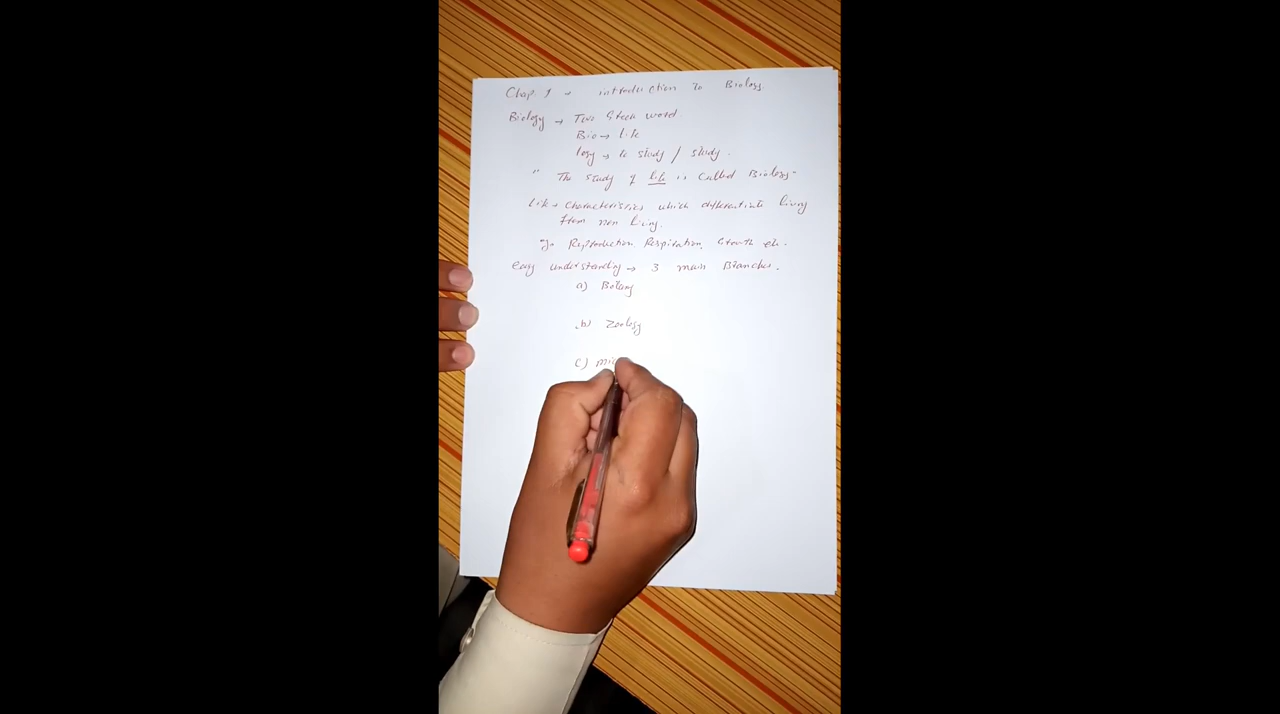 Chap. 1 → introduction to Biology.
Biology → Two Greek word.
Bio → Life
logy → to study / study.
" The study of life is called Biology"
Life → characteristics which differentiate living
from non living.
Reproduction Respiration, Growth etc.
easy understanding → 3 main Branches.
a) Botany
b) Zoology
c) mic